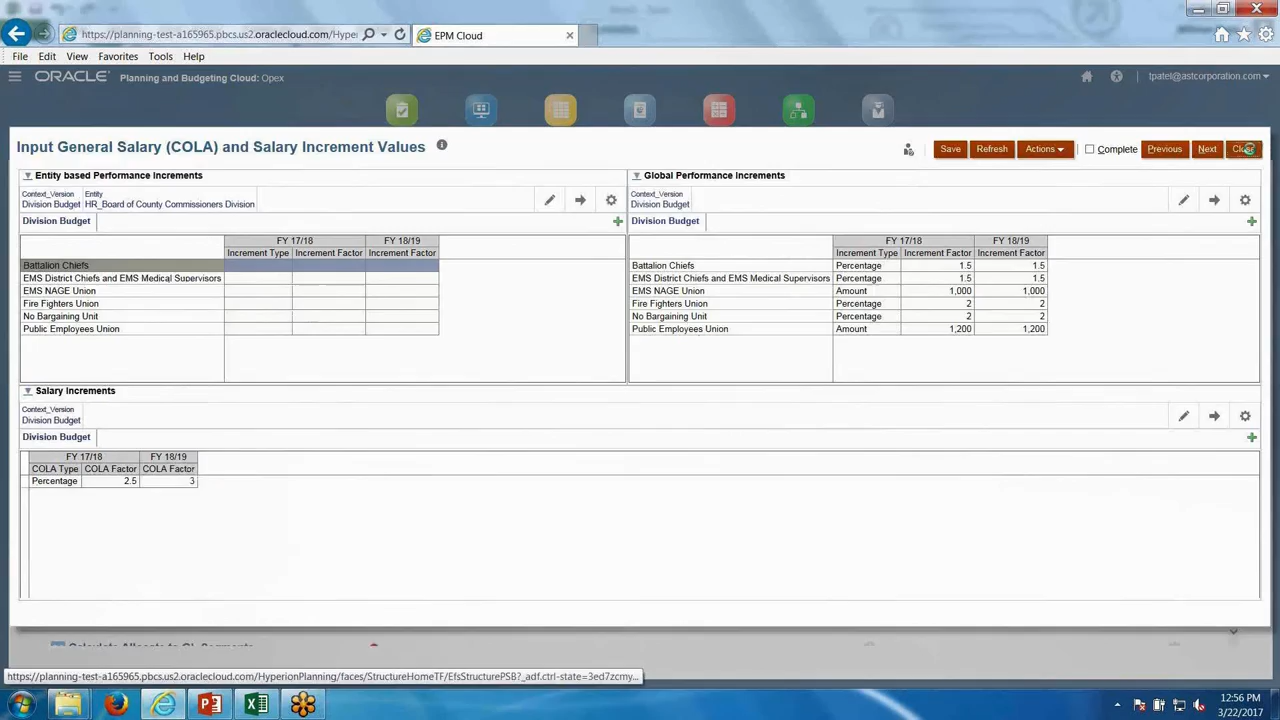 https://planning-test-a165965.pbcs.us2.oraclecloud.com/Hyper
EPM Cloud
File Edit View Favorites Tools Help
ORACLE Planning and Budgeting Cloud: Opex
tpatel@astcorporation.com
Input General Salary (COLA) and Salary Increment Values
Save Refresh Actions Complete Previous Next Close
Entity based Performance Increments
Context_Version Entity
Division Budget HR_Board of County Commissioners Division
Division Budget
FY 17/18 FY 18/19
Increment Type Increment Factor Increment Factor
Battalion Chiefs
EMS District Chiefs and EMS Medical Supervisors
EMS NAGE Union
Fire Fighters Union
No Bargaining Unit
Public Employees Union
Global Performance Increments
Context_Version
Division Budget
Division Budget
FY 17/18 FY 18/19
Increment Type Increment Factor Increment Factor
Battalion Chiefs Percentage 1.5 1.5
EMS District Chiefs and EMS Medical Supervisors Percentage 1.5 1.5
EMS NAGE Union Amount 1,000 1,000
Fire Fighters Union Percentage 2 2
No Bargaining Unit Percentage 2 2
Public Employees Union Amount 1,200 1,200
Salary Increments
Context_Version
Division Budget
Division Budget
FY 17/18 FY 18/19
COLA Type COLA Factor COLA Factor
Percentage 2.5 3
Calculate Allocate to GL Segments
https://planning-test-a165965.pbcs.us2.oraclecloud.com/HyperionPlanning/faces/StructureHomeTF/EfsStructurePSB?_adf.ctrl-state=3ed7zcmy...
12:56 PM
3/22/2017